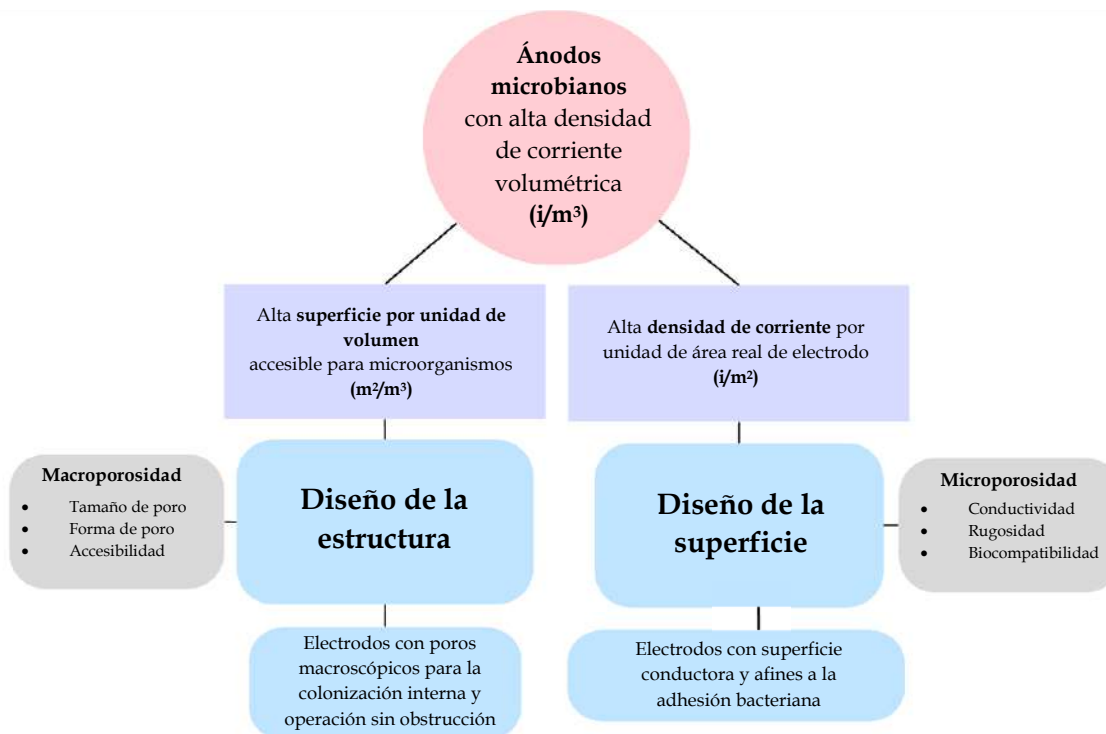 Ánodos
microbianos
con alta densidad
de corriente
volumétrica
(i/m³)
Alta superficie por unidad de
volumen
accesible para microorganismos
(m²/m³)
Alta densidad de corriente por
unidad de área real de electrodo
(i/m²)
Macroporosidad
• Tamaño de poro
• Forma de poro
• Accesibilidad
Diseño de la
estructura
Diseño de la
superficie
Microporosidad
• Conductividad
• Rugosidad
• Biocompatibilidad
Electrodos con poros
macroscópicos para la
colonización interna y
operación sin obstrucción
Electrodos con superficie
conductora y afines a la
adhesión bacteriana